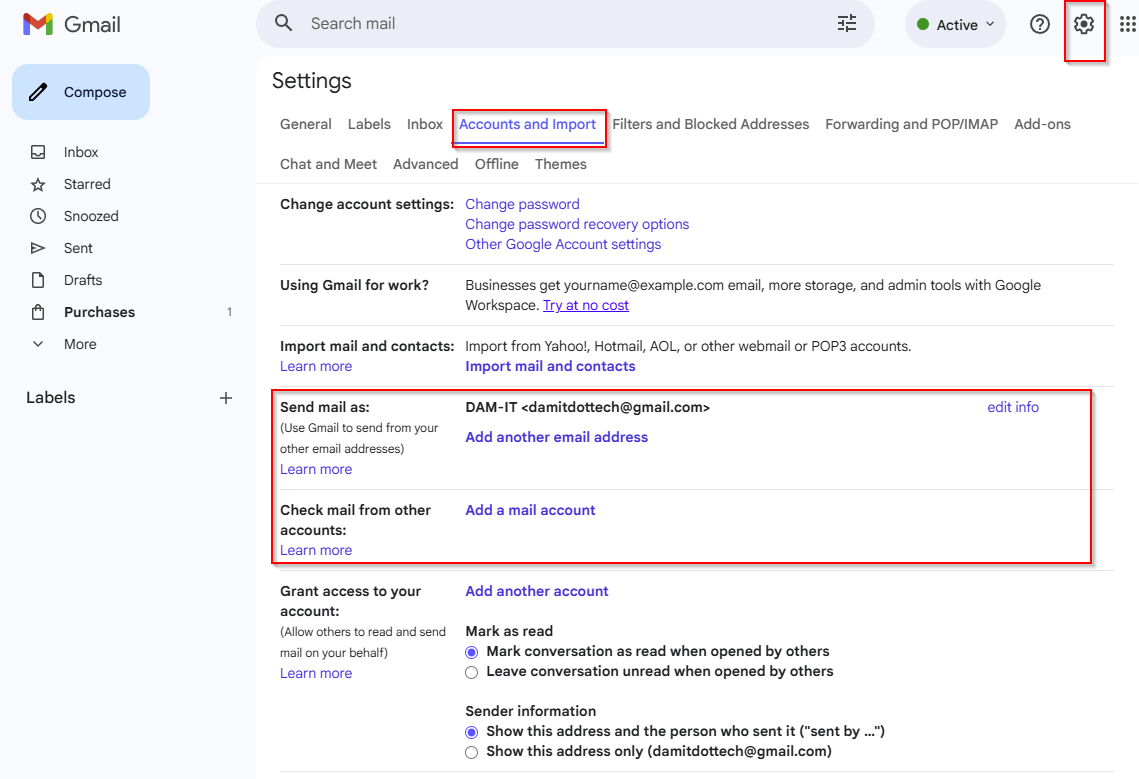 Gmail
Search mail
Active
Compose
Inbox
Starred
Snoozed
Sent
Drafts
Purchases 1
More
Labels
Settings
General Labels Inbox Accounts and Import Filters and Blocked Addresses Forwarding and POP/IMAP Add-ons
Chat and Meet Advanced Offline Themes
Change account settings: Change password
Change password recovery options
Other Google Account settings
Using Gmail for work? Businesses get yourname@example.com email, more storage, and admin tools with Google
Workspace. Try at no cost
Import mail and contacts: Import from Yahoo!, Hotmail, AOL, or other webmail or POP3 accounts.
Learn more Import mail and contacts
Send mail as: DAM-IT <damitdottech@gmail.com> edit info
(Use Gmail to send from your
other email addresses)
Add another email address
Learn more
Check mail from other
accounts:
Add a mail account
Learn more
Grant access to your
account:
Add another account
(Allow others to read and send
mail on your behalf)
Learn more
Mark as read
Mark conversation as read when opened by others
Leave conversation unread when opened by others
Sender information
Show this address and the person who sent it ("sent by ...")
Show this address only (damitdottech@gmail.com)